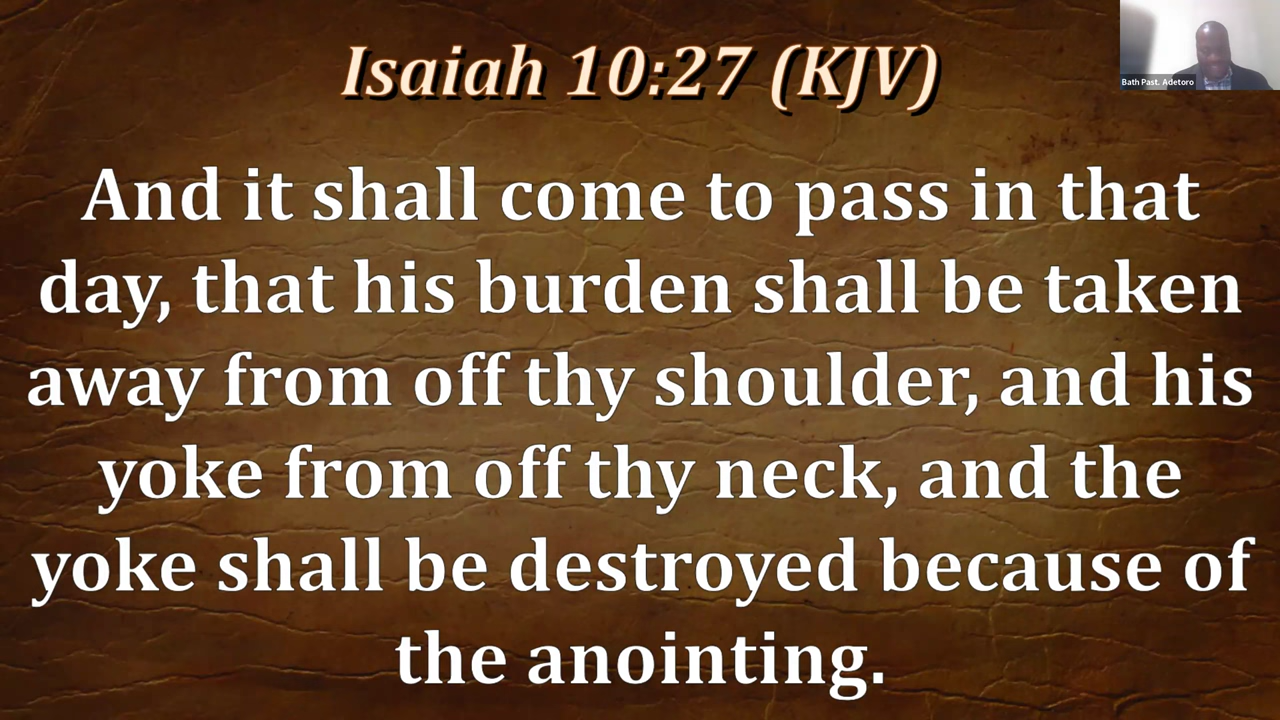 Isaiah 10:27 (KJV)
Bath Past. Adetoro
And it shall come to pass in that
day, that his burden shall be taken
away from off thy shoulder, and his
yoke from off thy neck, and the
yoke shall be destroyed because of
the anointing.